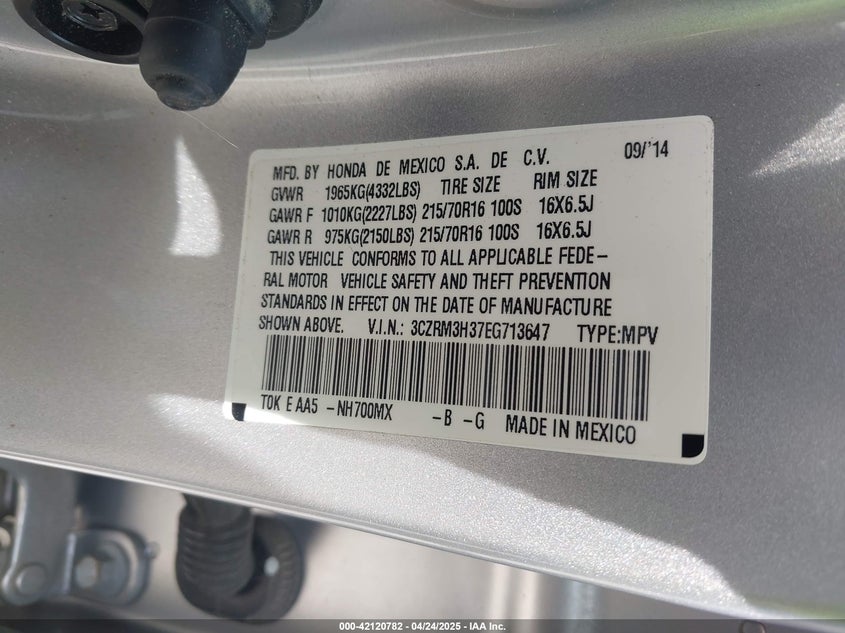 MFD. BY HONDA DE MEXICO S.A. DE C.V. 09/'14
GVWR 1965KG(4332LBS) TIRE SIZE RIM SIZE
GAWR F 1010KG(2227LBS) 215/70R16 100S 16X6.5J
GAWR R 975KG(2150LBS) 215/70R16 100S 16X6.5J
THIS VEHICLE CONFORMS TO ALL APPLICABLE FEDE-
RAL MOTOR VEHICLE SAFETY AND THEFT PREVENTION
STANDARDS IN EFFECT ON THE DATE OF MANUFACTURE
SHOWN ABOVE. V.I.N.: 3CZRM3H37EG713647 TYPE:MPV
T0K E AA5 -NH700MX -B -G MADE IN MEXICO
000-42120782 - 04/24/2025 - IAA Inc.